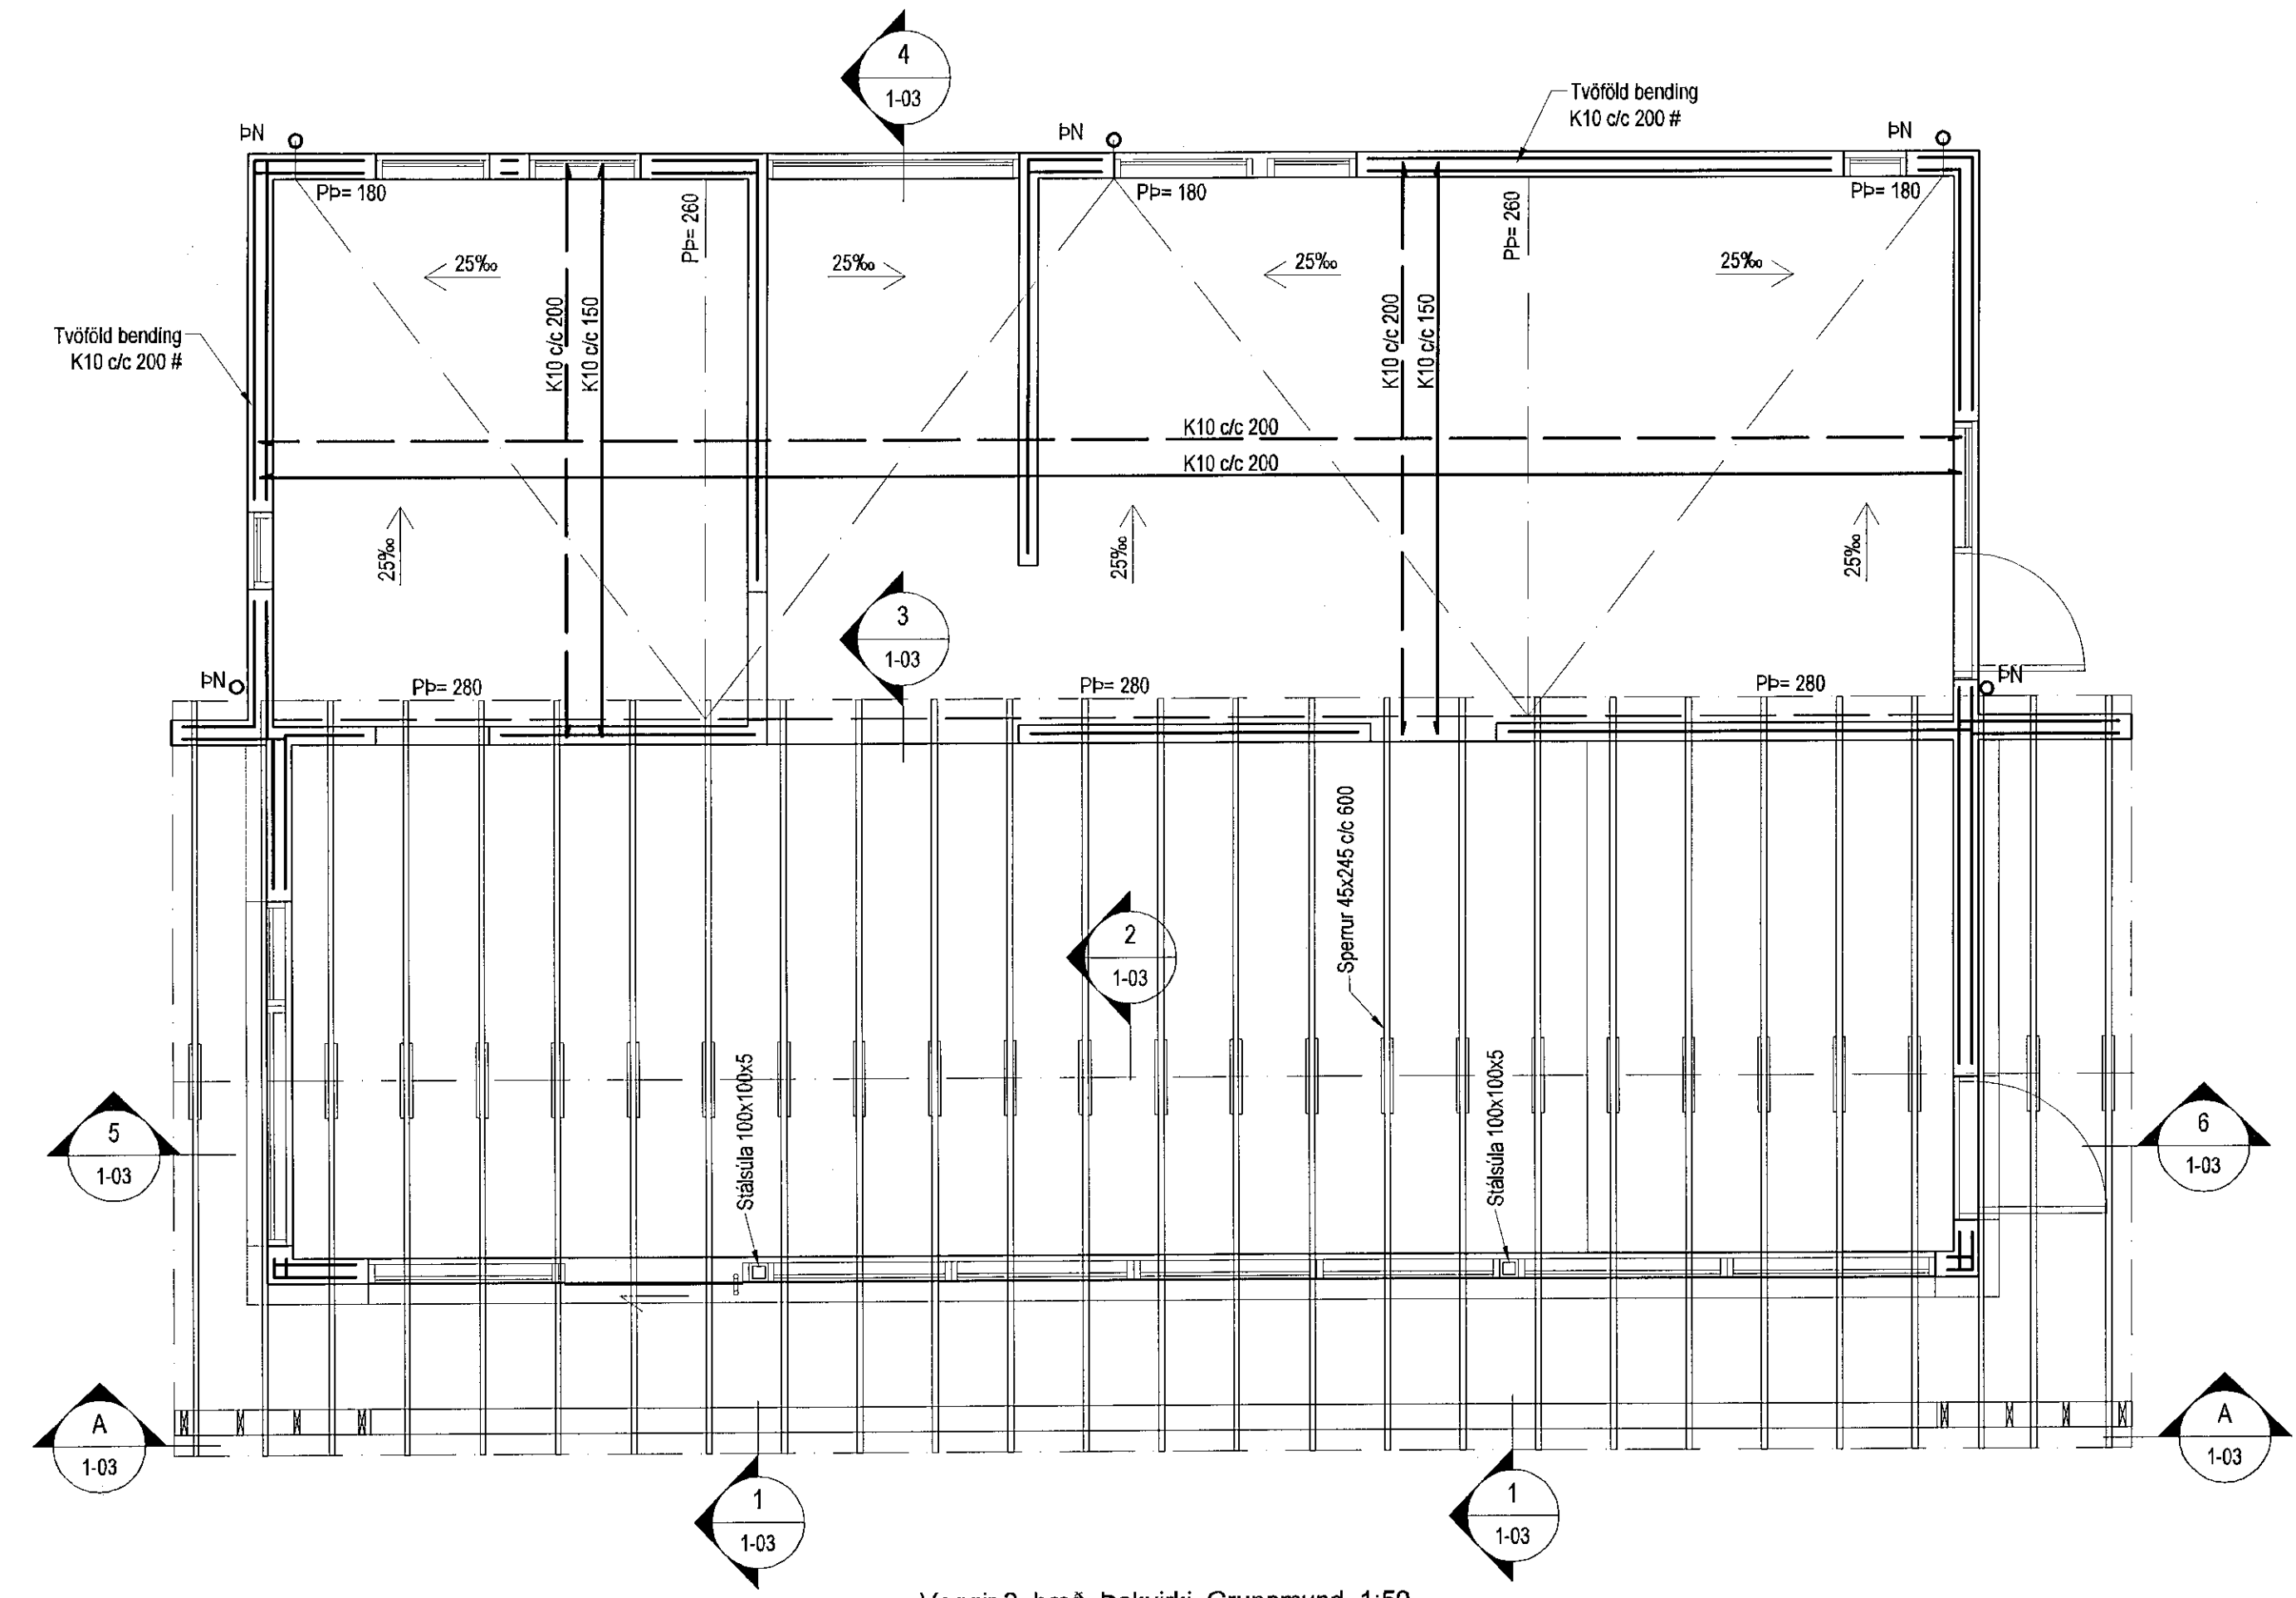 4
1-03
Tvöföld bending
K10 c/c 200 #
ÞN
ÞN
ÞN
PÞ= 180
PÞ= 260
PÞ= 180
PÞ= 260
PÞ= 180
25‰
25‰
25‰
25‰
K10 c/c 200
K10 c/c 150
K10 c/c 200
K10 c/c 150
Tvöföld bending
K10 c/c 200 #
K10 c/c 200
K10 c/c 200
25‰
25‰
25‰
3
1-03
ÞN
PÞ= 280
PÞ= 280
PÞ= 280
ÞN
Sperrur 45x245 c/c 600
2
1-03
Stálsúla 100x100x5
Stálsúla 100x100x5
5
1-03
6
1-03
A
1-03
A
1-03
1
1-03
1
1-03